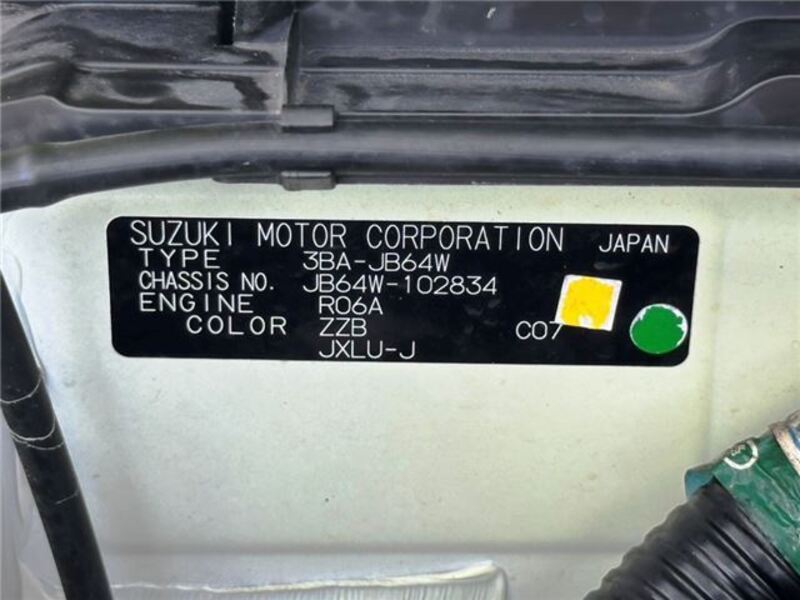 SUZUKI MOTOR CORPORATION JAPAN
TYPE 3BA-JB64W
CHASSIS NO. JB64W-102834
ENGINE R06A
COLOR ZZB C07
JXLU-J